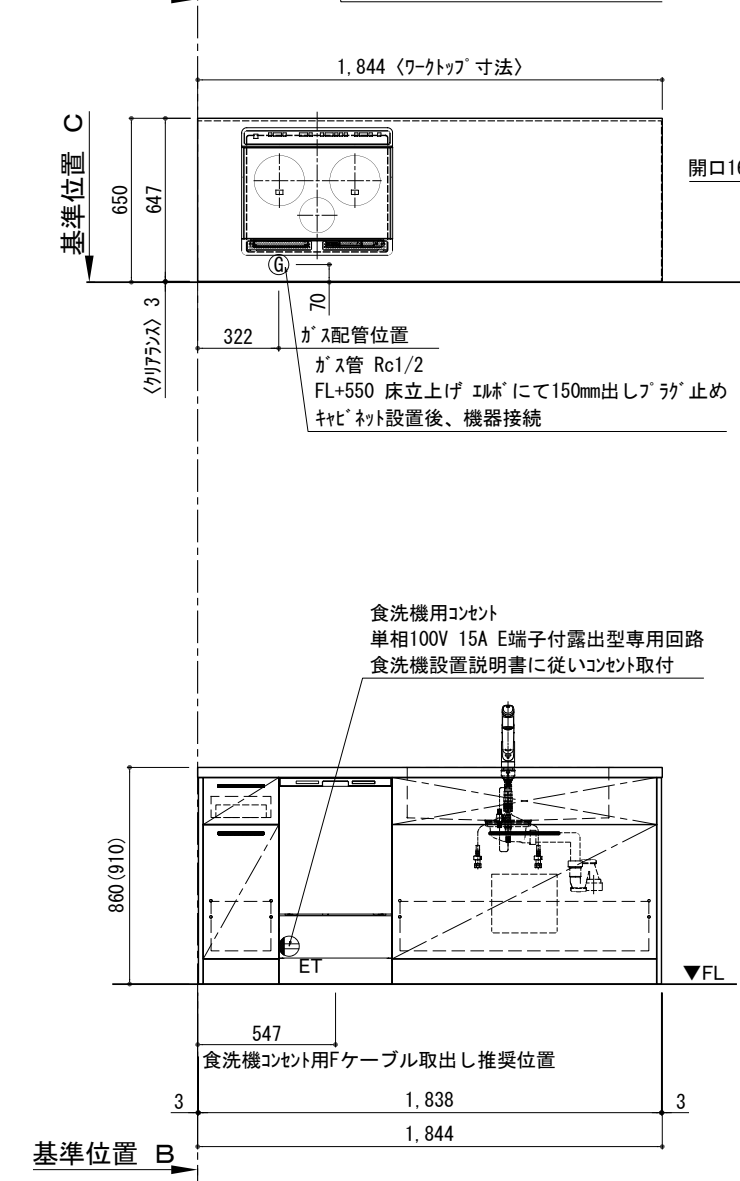 1,844〈ﾜｰｸﾄｯﾌﾟ寸法〉
基準位置 C
650
647
開口16
G
70
〈ｸﾘｱﾗﾝｽ〉 3
322
ｶﾞｽ配管位置
ｶﾞｽ管 Rc1/2
FL+550 床立上げ ｴﾙﾎﾞにて150mm出しﾌﾟﾗｸﾞ止め
ｷｬﾋﾞﾈｯﾄ設置後、機器接続
食洗機用ｺﾝｾﾝﾄ
単相100V 15A E端子付露出型専用回路
食洗機設置説明書に従いｺﾝｾﾝﾄ取付
860(910)
ET
▼FL
547
食洗機ｺﾝｾﾝﾄ用Fケーブル取出し推奨位置
3
1,838
3
1,844
基準位置 B